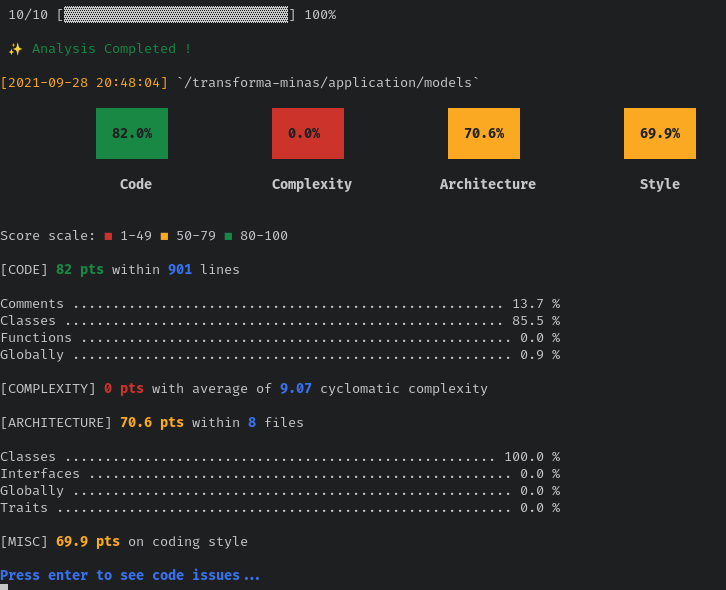 10/10 [▓▓▓▓▓▓▓▓▓▓▓▓▓▓▓▓▓▓▓▓▓▓▓▓▓▓▓▓] 100%
✨ Analysis Completed !
[2021-09-28 20:48:04] `/transforma-minas/application/models`
82.0% 0.0% 70.6% 69.9%
Code Complexity Architecture Style
Score scale: ■ 1-49 ■ 50-79 ■ 80-100
[CODE] 82 pts within 901 lines
Comments ...................................................... 13.7 %
Classes ....................................................... 85.5 %
Functions ...................................................... 0.0 %
Globally ....................................................... 0.9 %
[COMPLEXITY] 0 pts with average of 9.07 cyclomatic complexity
[ARCHITECTURE] 70.6 pts within 8 files
Classes ...................................................... 100.0 %
Interfaces ..................................................... 0.0 %
Globally ....................................................... 0.0 %
Traits ......................................................... 0.0 %
[MISC] 69.9 pts on coding style
Press enter to see code issues...